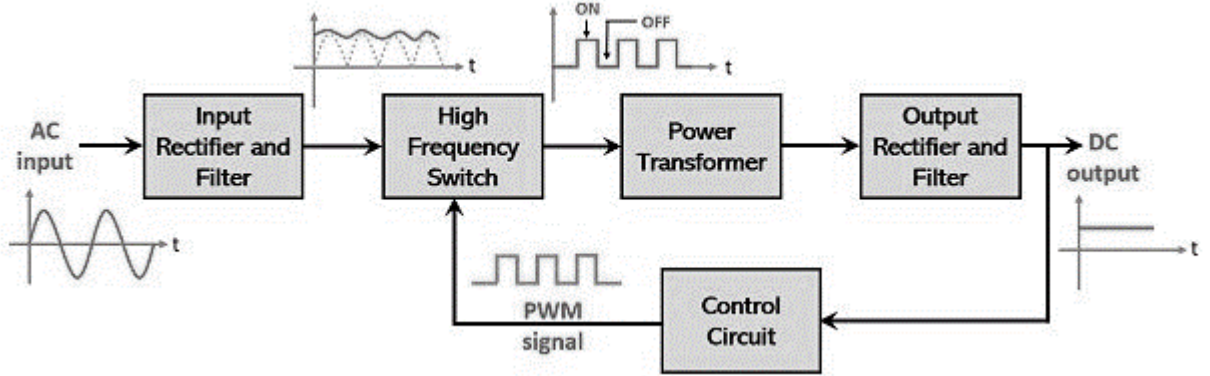 ON
OFF
t
t
AC
input
Input
Rectifier and
Filter
High
Frequency
Switch
Power
Transformer
Output
Rectifier and
Filter
DC
output
t
t
PWM
signal
Control
Circuit